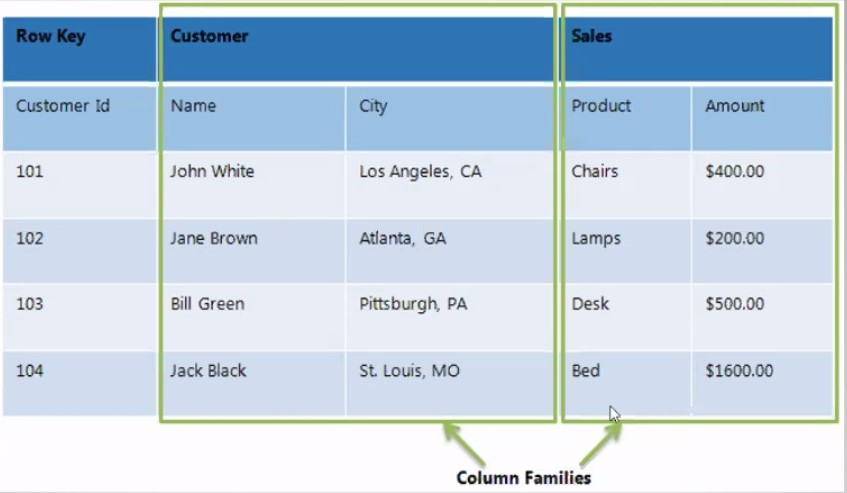 Row Key Customer Sales
Customer Id Name City Product Amount
101 John White Los Angeles, CA Chairs $400.00
102 Jane Brown Atlanta, GA Lamps $200.00
103 Bill Green Pittsburgh, PA Desk $500.00
104 Jack Black St. Louis, MO Bed $1600.00
Column Families